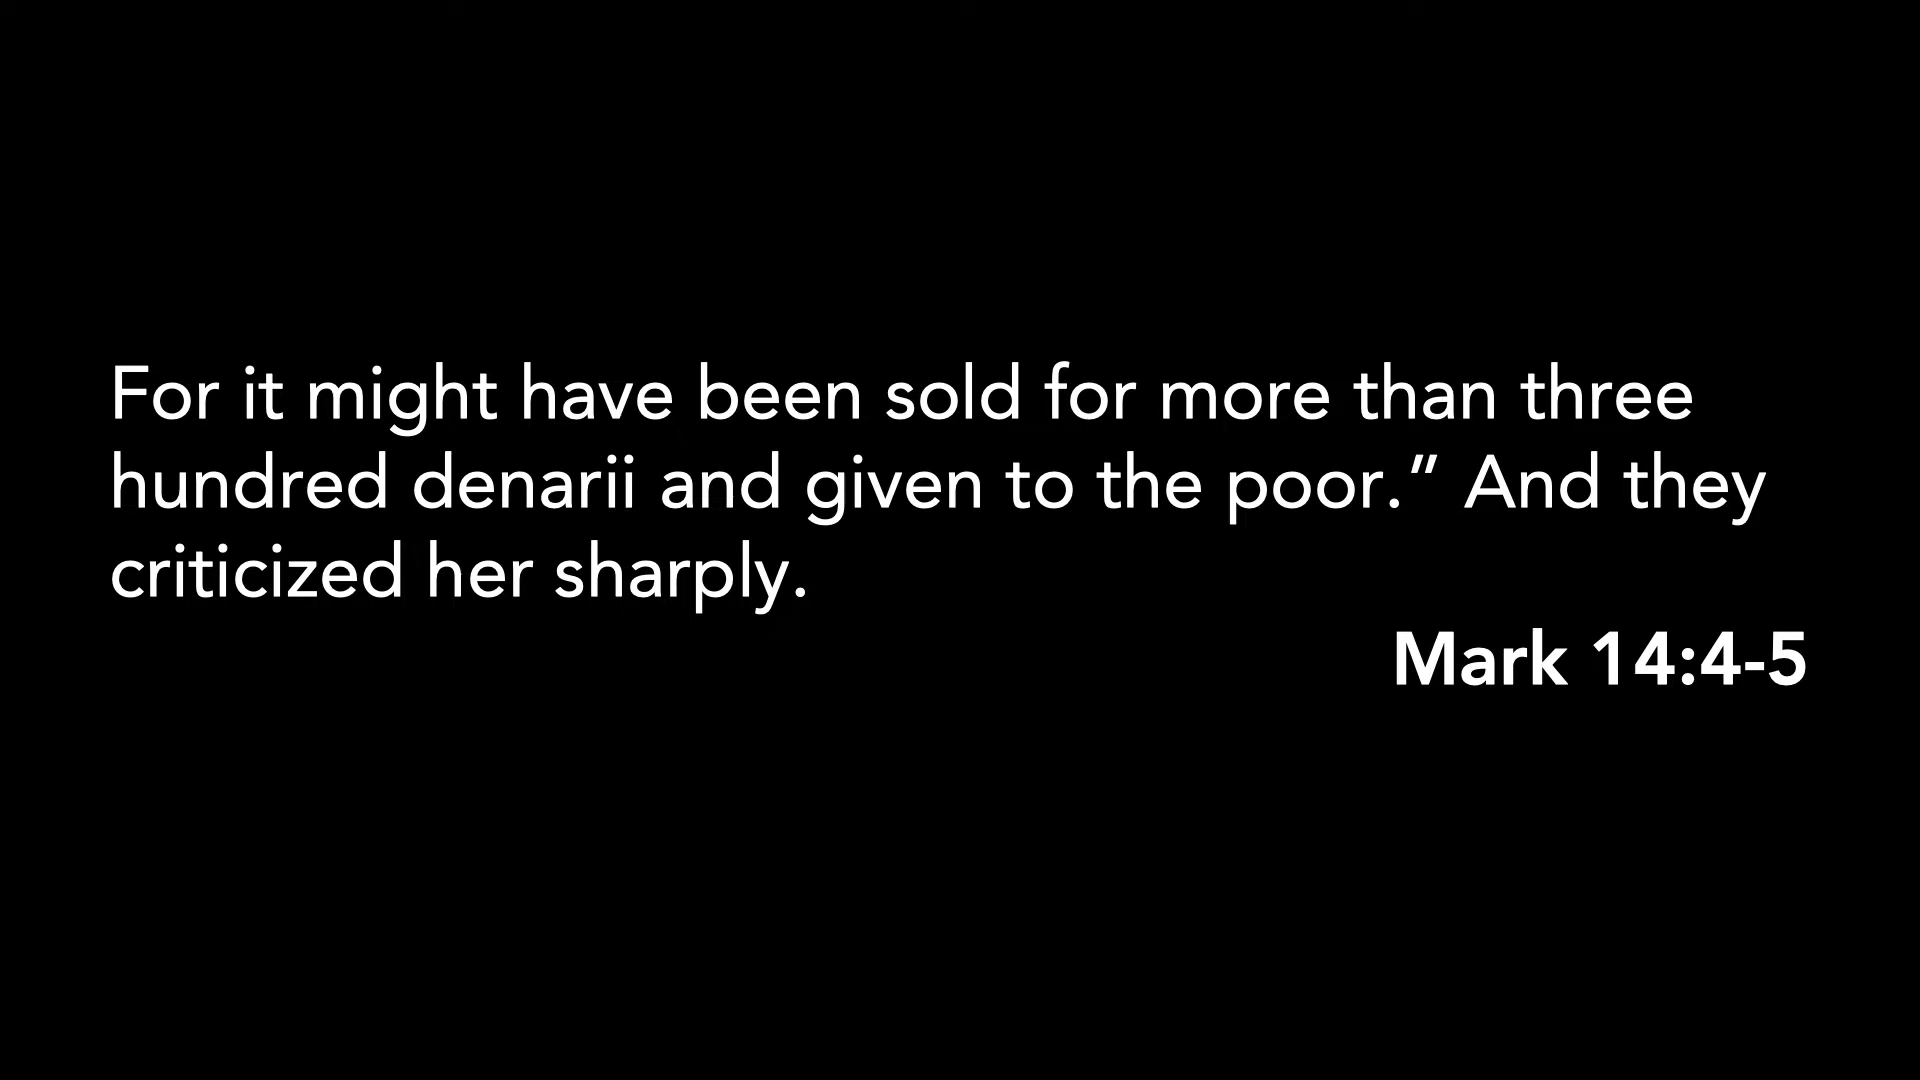 For it might have been sold for more than three
hundred denarii and given to the poor.” And they
criticized her sharply.
Mark 14:4-5